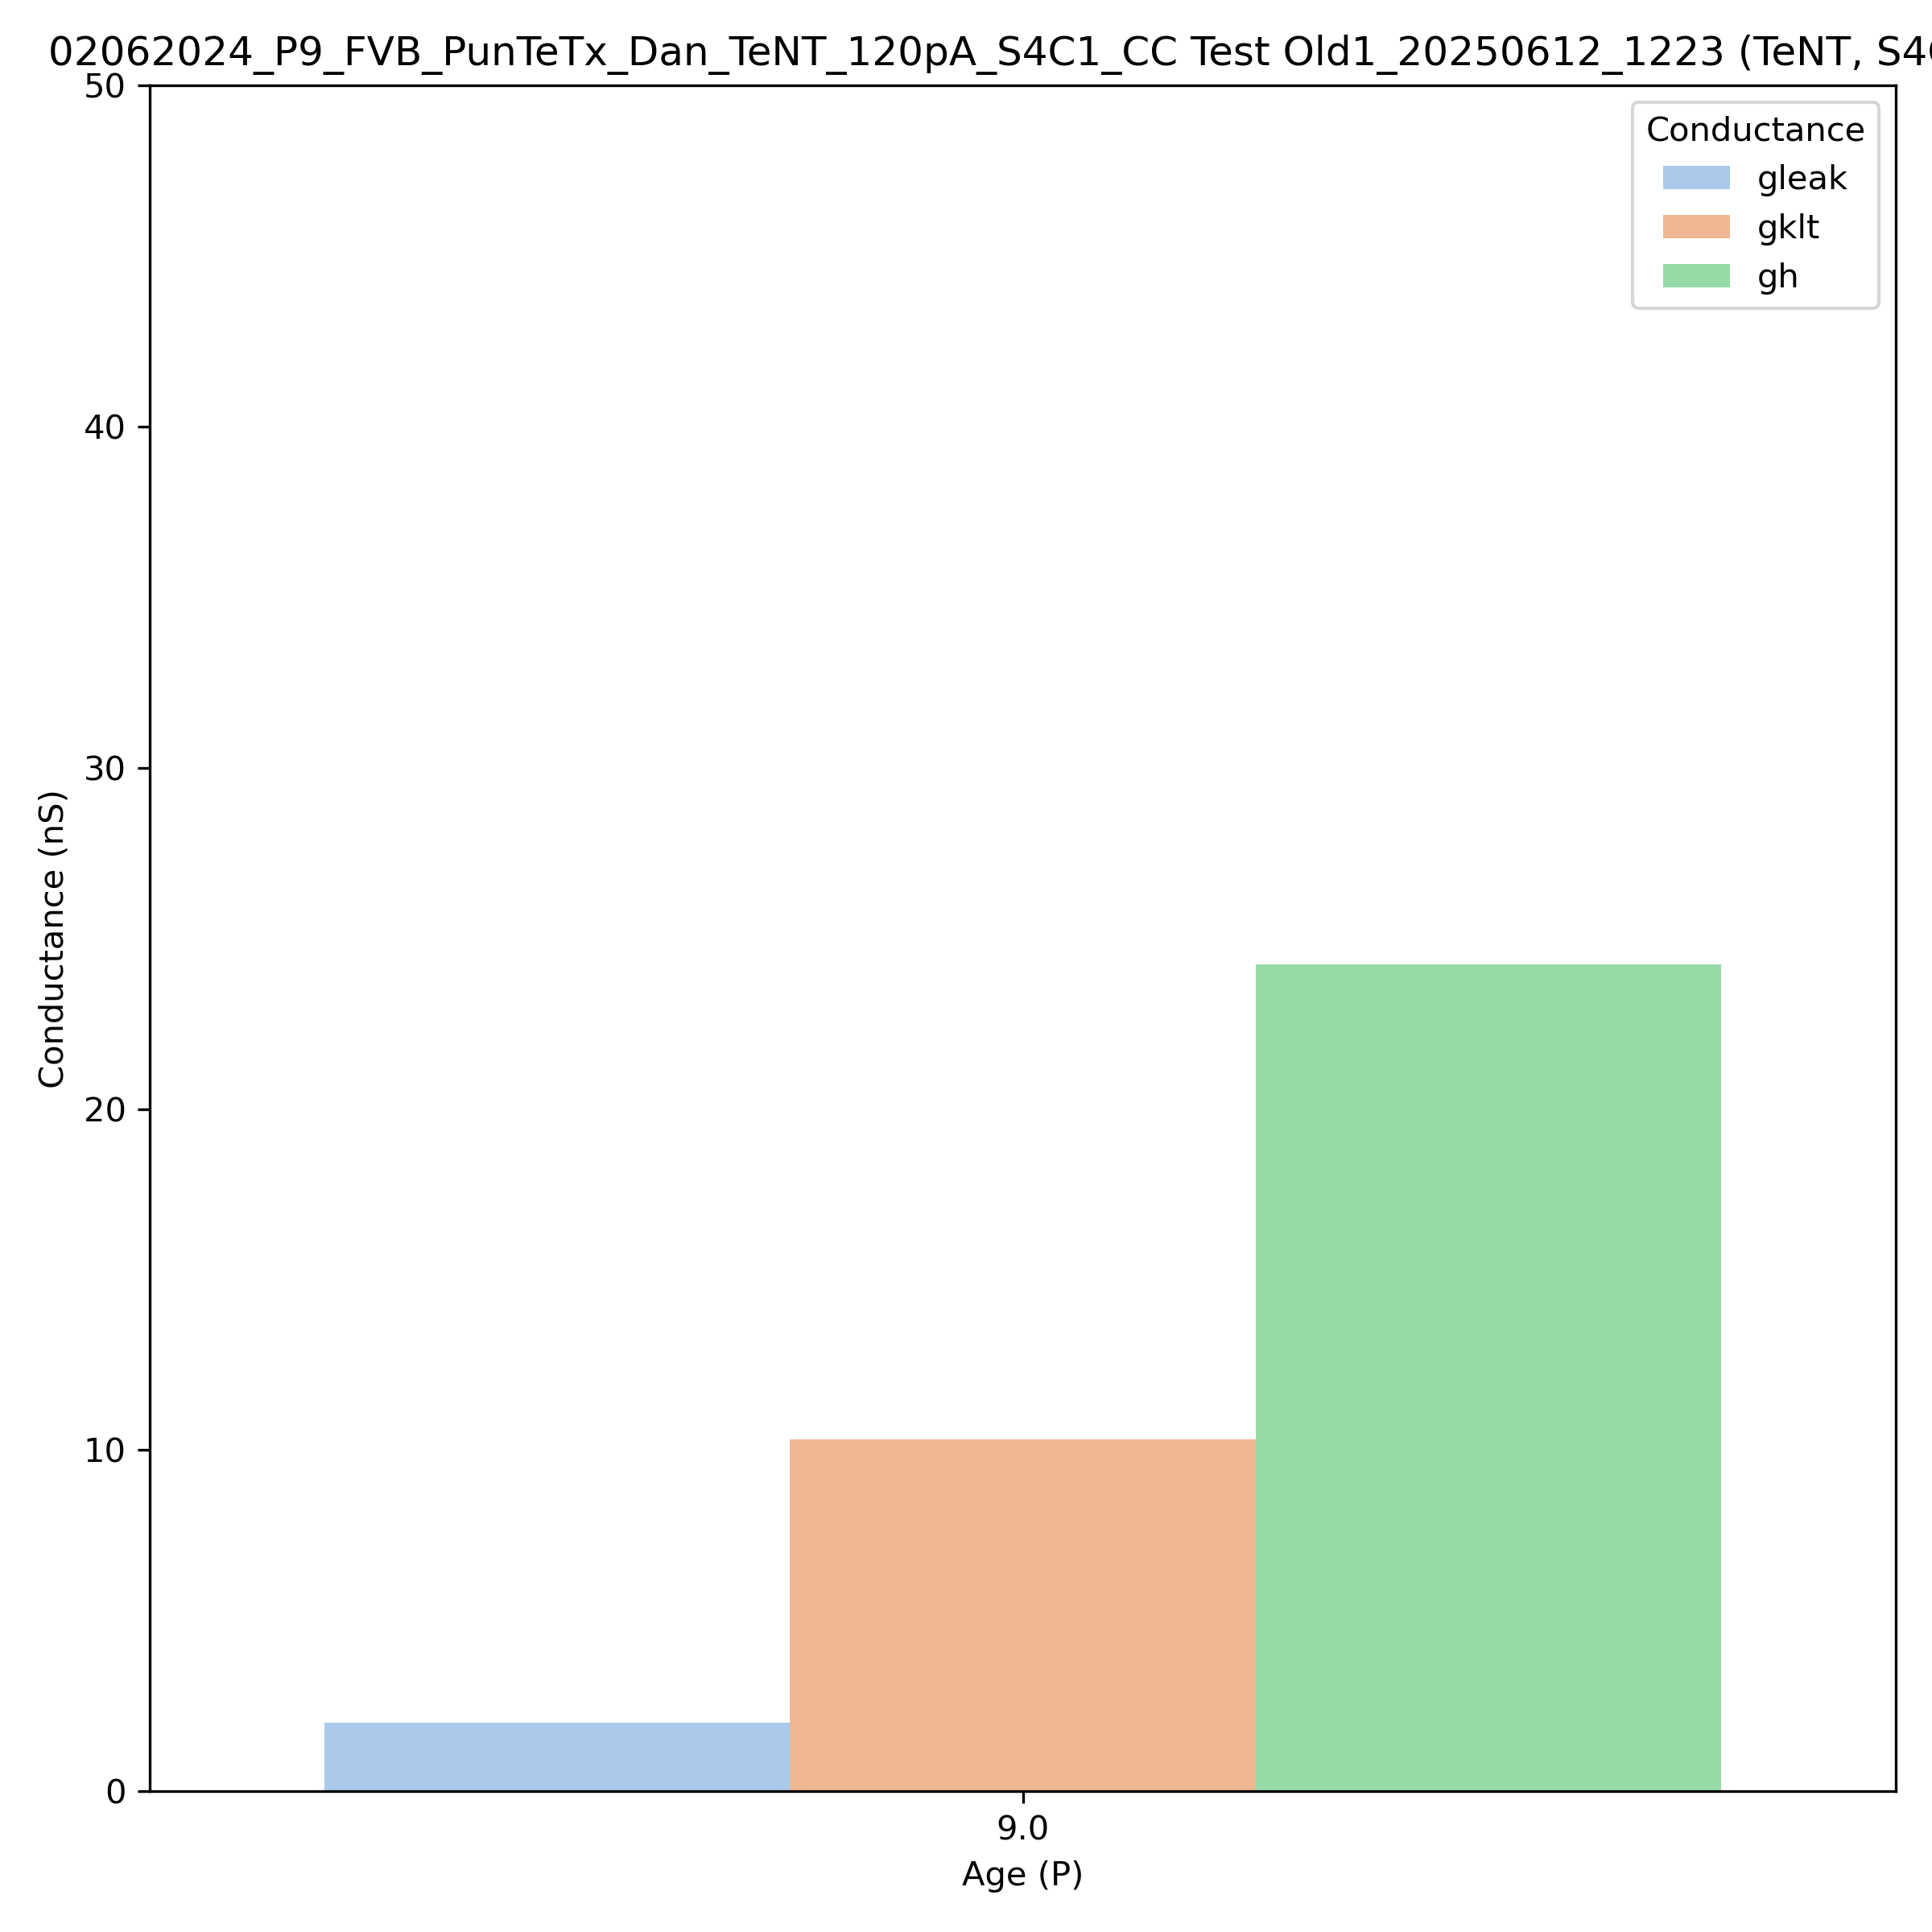 02062024_P9_FVB_PunTeTx_Dan_TeNT_120pA_S4C1_CC Test Old1_20250612_1223 (TeNT, S4
50
40
30
20
10
0
Conductance (nS)
Conductance
gleak
gklt
gh
9.0
Age (P)